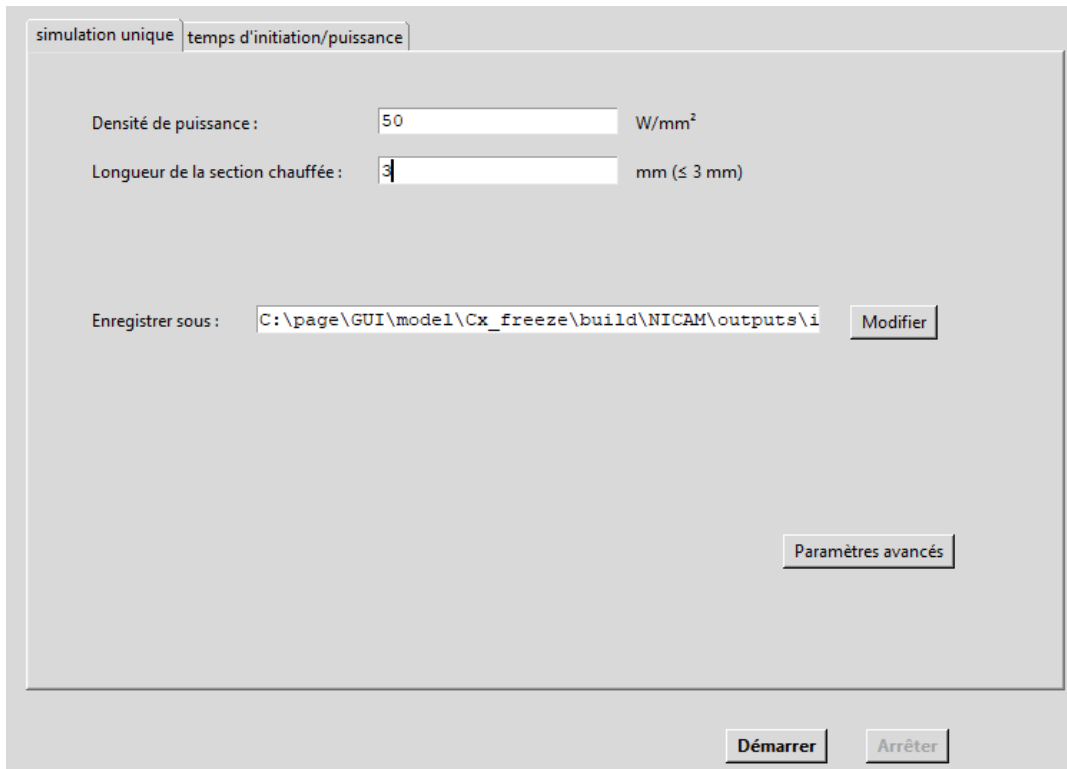 simulation unique temps d'initiation/puissance
Densité de puissance : 50 W/mm²
Longueur de la section chauffée : 3 mm (≤ 3 mm)
Enregistrer sous : C:\page\GUI\model\Cx_freeze\build\NICAM\outputs\i Modifier
Paramètres avancés
Démarrer Arrêter